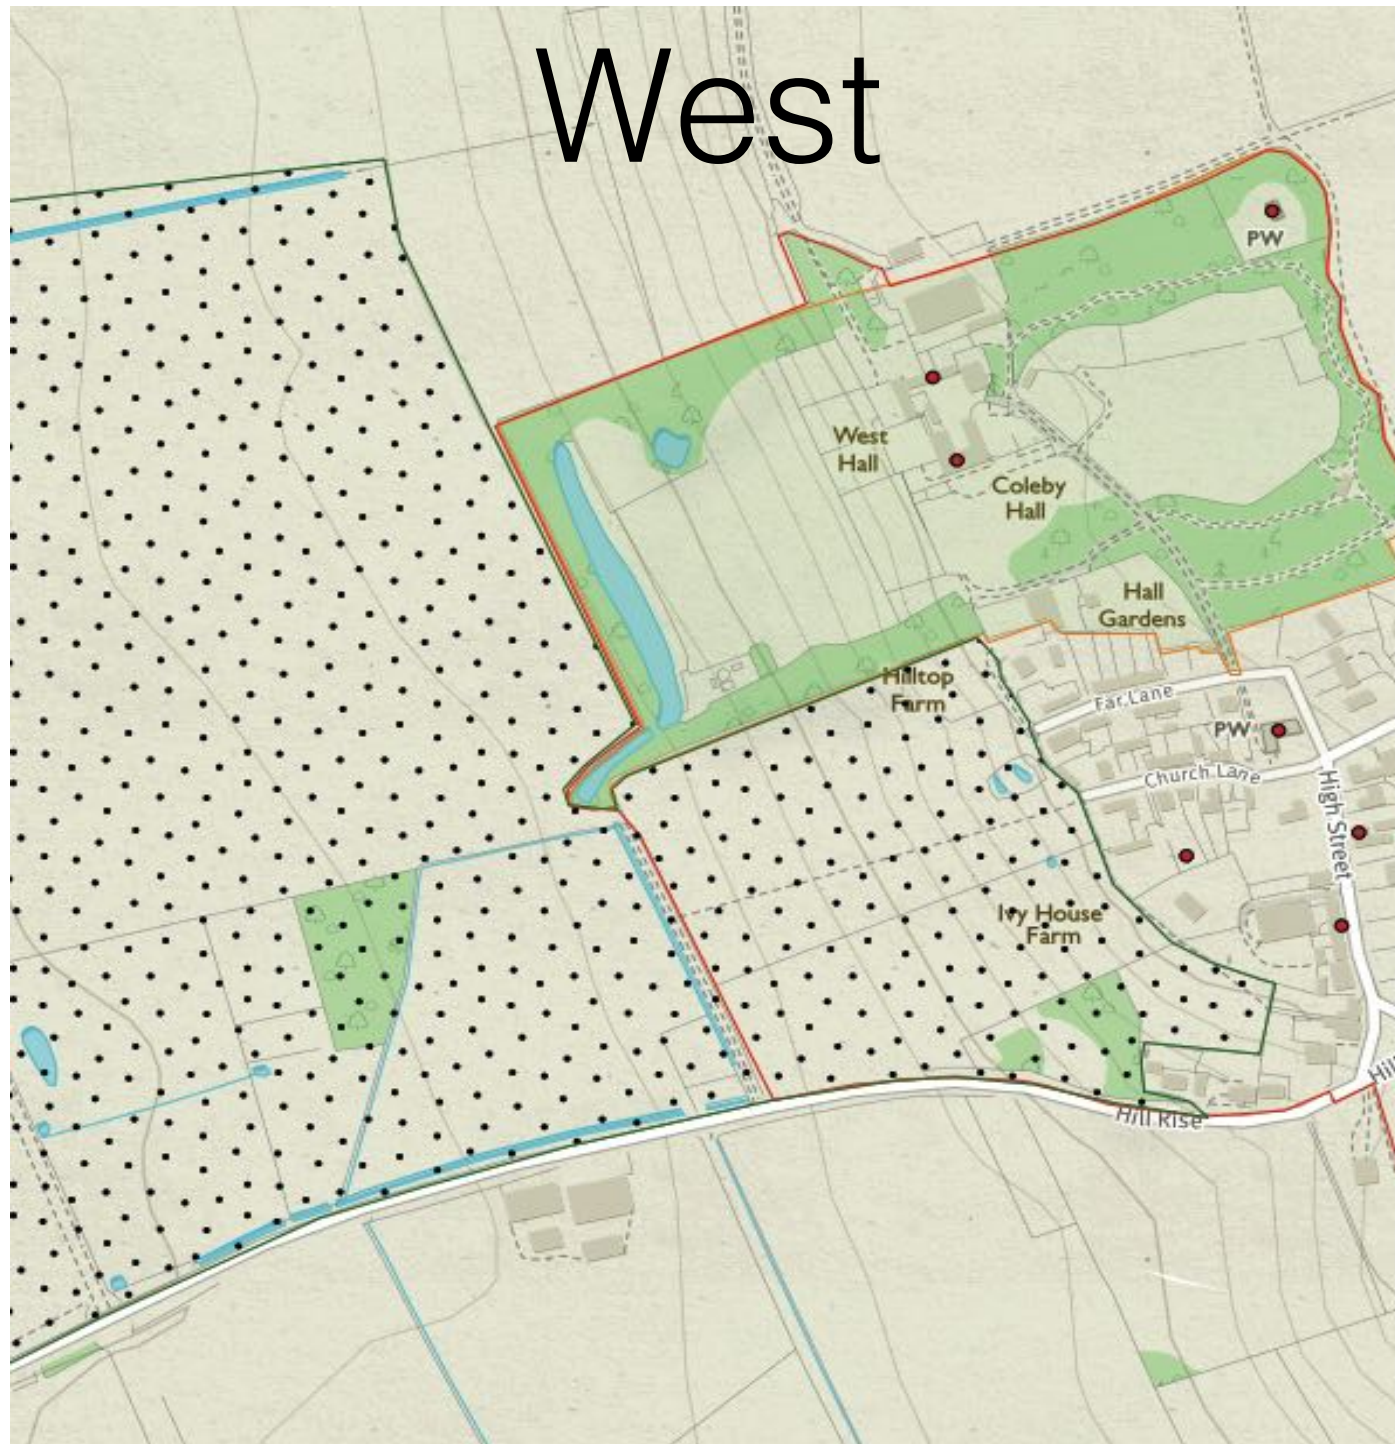 West
PW
West
Hall
Coleby
Hall
Hall
Gardens
Hilltop
Farm
Far Lane
PW
Church Lane
High Street
Ivy House
Farm
Hill Rise
Hill